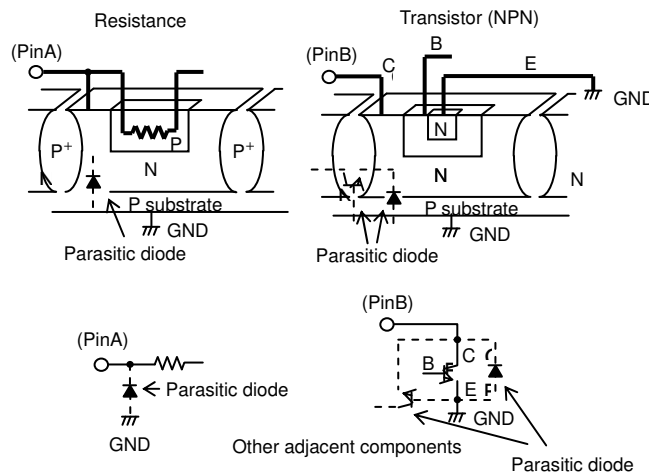 Resistance
Transistor (NPN)
(PinA)
(PinB)
C
B
E
GND
P+
P
N
P+
N
N
N
P substrate
GND
Parasitic diode
P substrate
GND
Parasitic diode
(PinA)
Parasitic diode
GND
(PinB)
C
B
E
GND
Other adjacent components
Parasitic diode